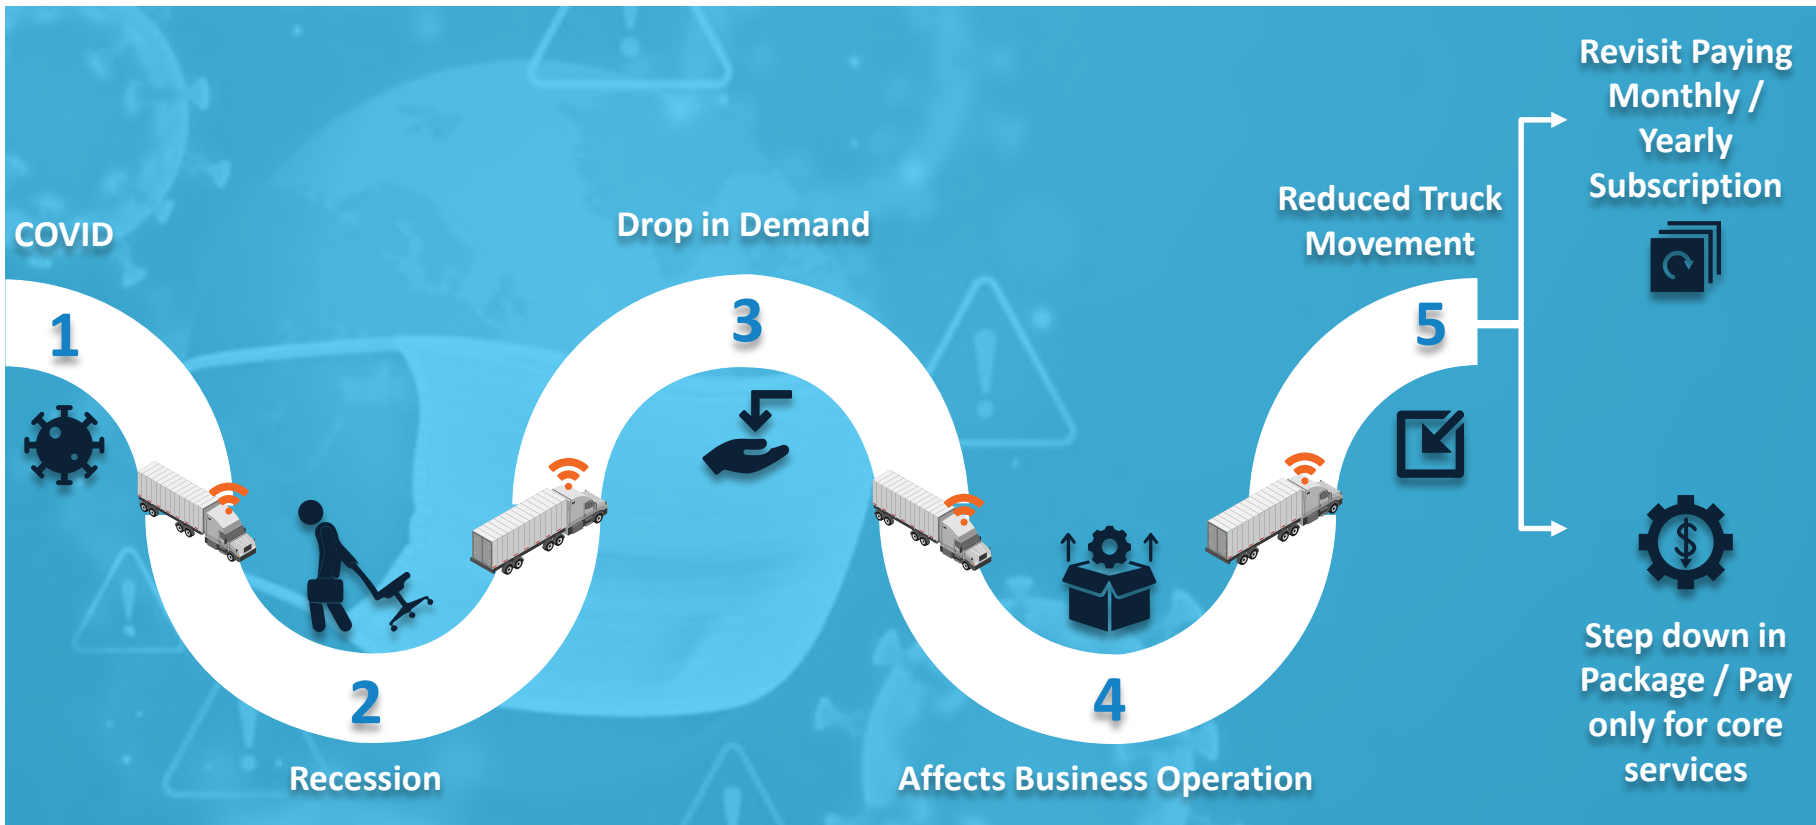 COVID
1
2
Recession
Drop in Demand
3
4
Affects Business Operation
Reduced Truck
Movement
5
Revisit Paying
Monthly /
Yearly
Subscription
$
Step down in
Package / Pay
only for core
services